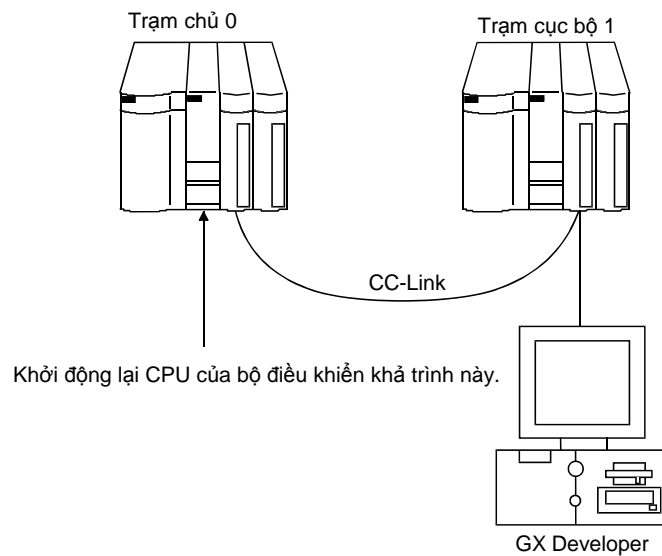 Trạm chủ 0
Trạm cục bộ 1
CC-Link
Khởi động lại CPU của bộ điều khiển khả trình này.
GX Developer